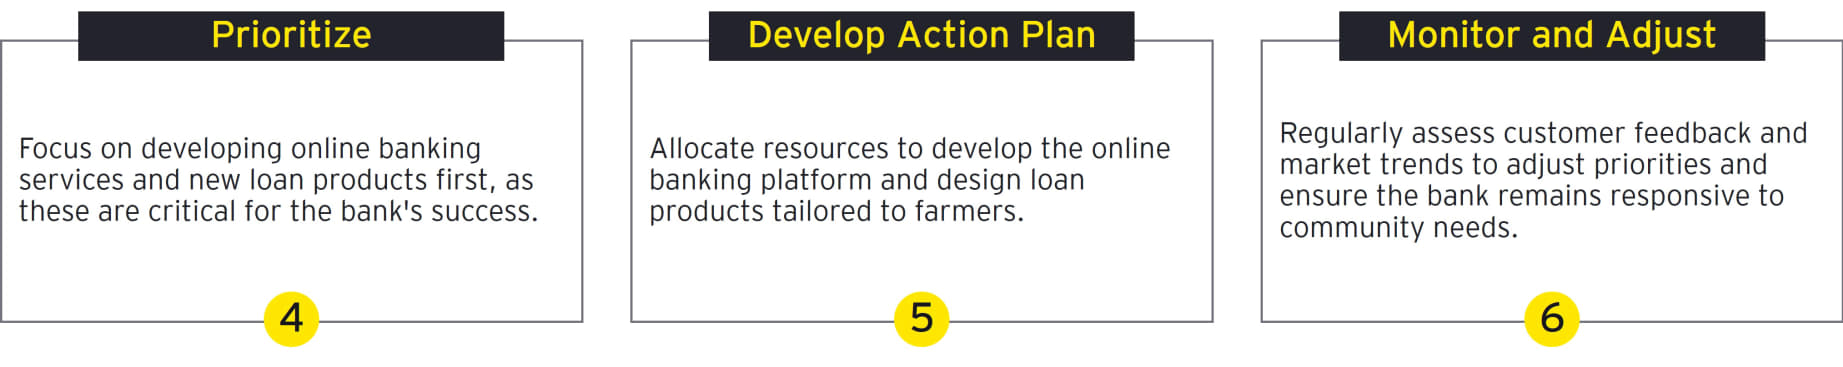 Prioritize
Focus on developing online banking
services and new loan products first, as
these are critical for the bank's success.
4
Develop Action Plan
Allocate resources to develop the online
banking platform and design loan
products tailored to farmers.
5
Monitor and Adjust
Regularly assess customer feedback and
market trends to adjust priorities and
ensure the bank remains responsive to
community needs.
6